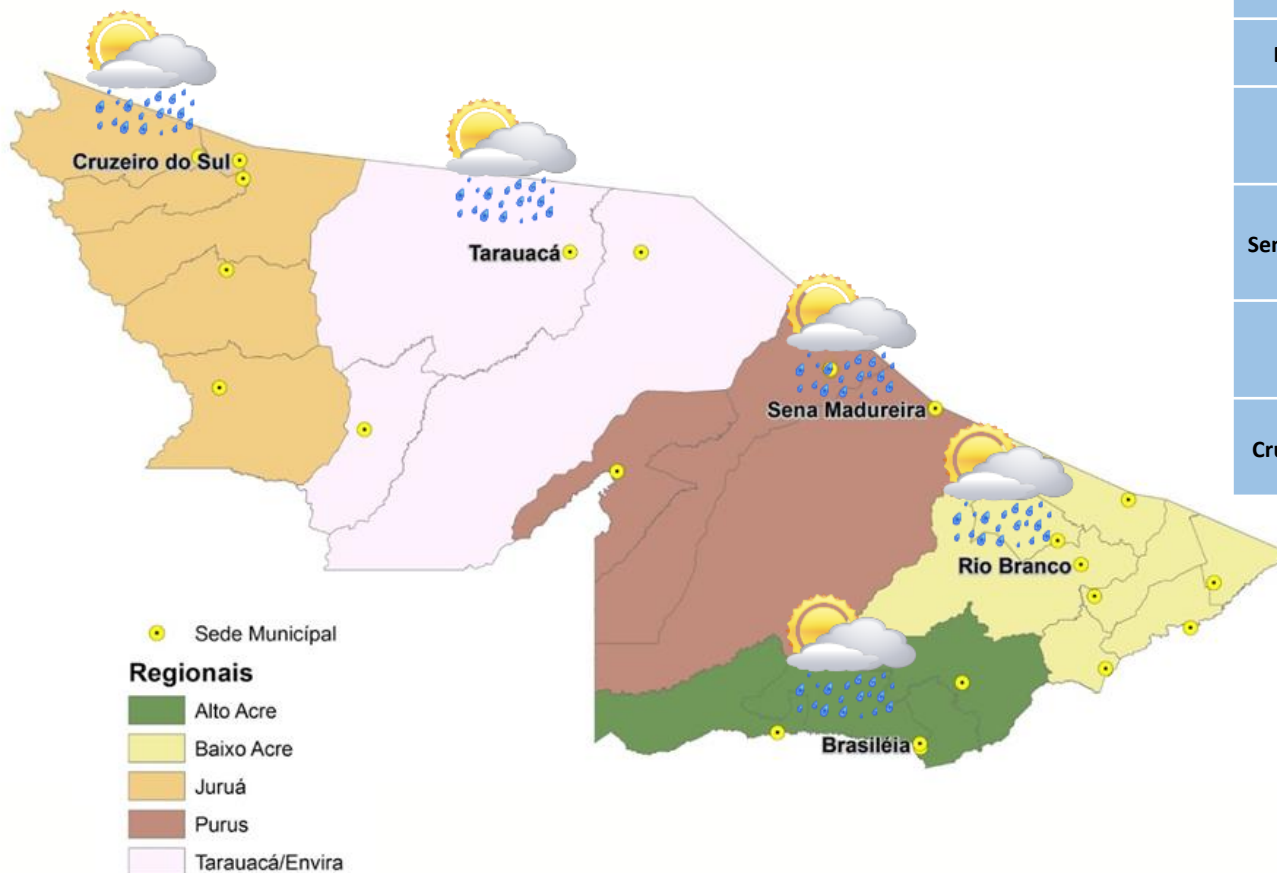 Cruzeiro do Sul
Tarauacá
Sena Madureira
Rio Branco
Brasiléia
Sede Municípal
Regionais
Alto Acre
Baixo Acre
Juruá
Purus
Tarauacá/Envira